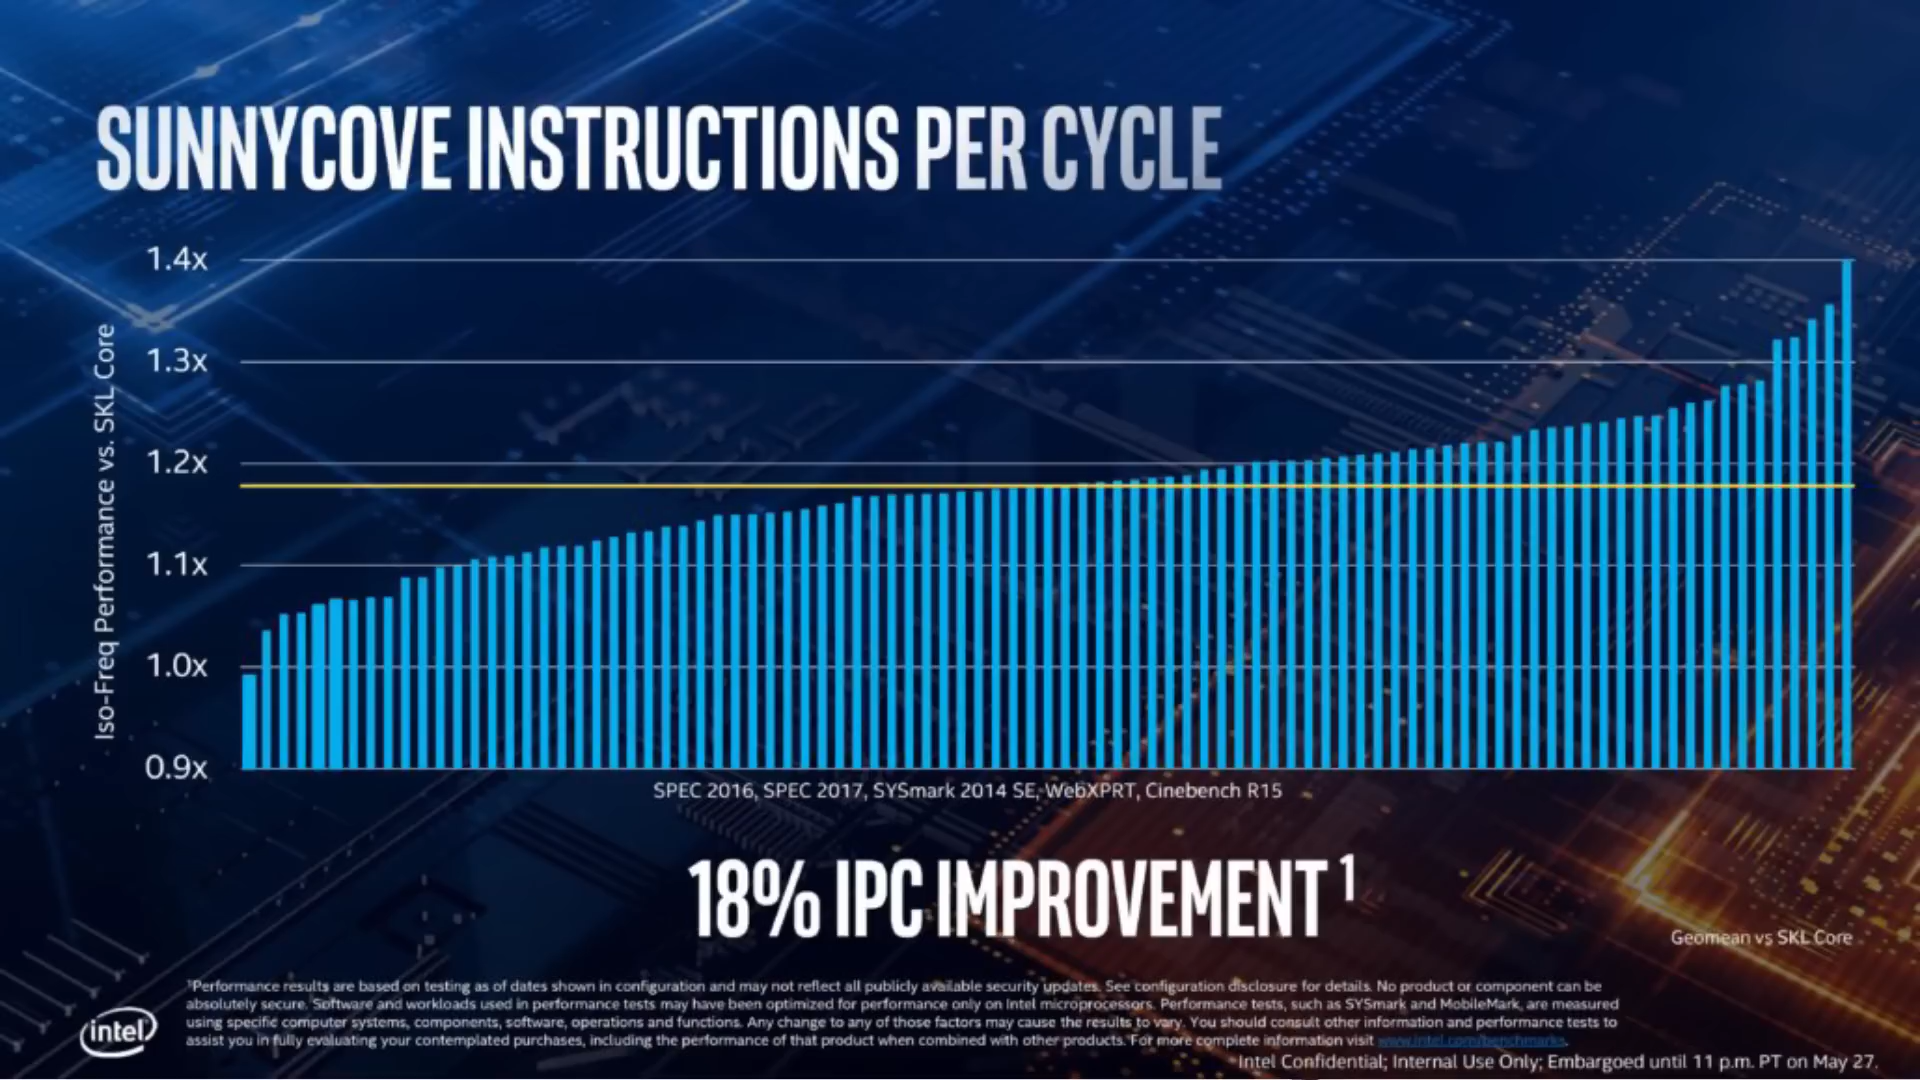 SUNNYCOVE INSTRUCTIONS PER CYCLE
1.4x
1.3x
1.2x
1.1x
1.0x
0.9x
Iso-Freq Performance vs. SKL Core
SPEC 2016, SPEC 2017, SYSmark 2014 SE, WebXPRT, Cinebench R15
18% IPC IMPROVEMENT 1
Geomean vs SKL Core
1Performance results are based on testing as of dates shown in configuration and may not reflect all publicly available security updates. See configuration disclosure for details. No product or component can be
absolutely secure. Software and workloads used in performance tests may have been optimized for performance only on Intel microprocessors. Performance tests, such as SYSmark and MobileMark, are measured
using specific computer systems, components, software, operations and functions. Any change to any of those factors may cause the results to vary. You should consult other information and performance tests to
assist you in fully evaluating your contemplated purchases, including the performance of that product when combined with other products. For more complete information visit www.intel.com/benchmarks.
intel
Intel Confidential; Internal Use Only; Embargoed until 11 p.m. PT on May 27.